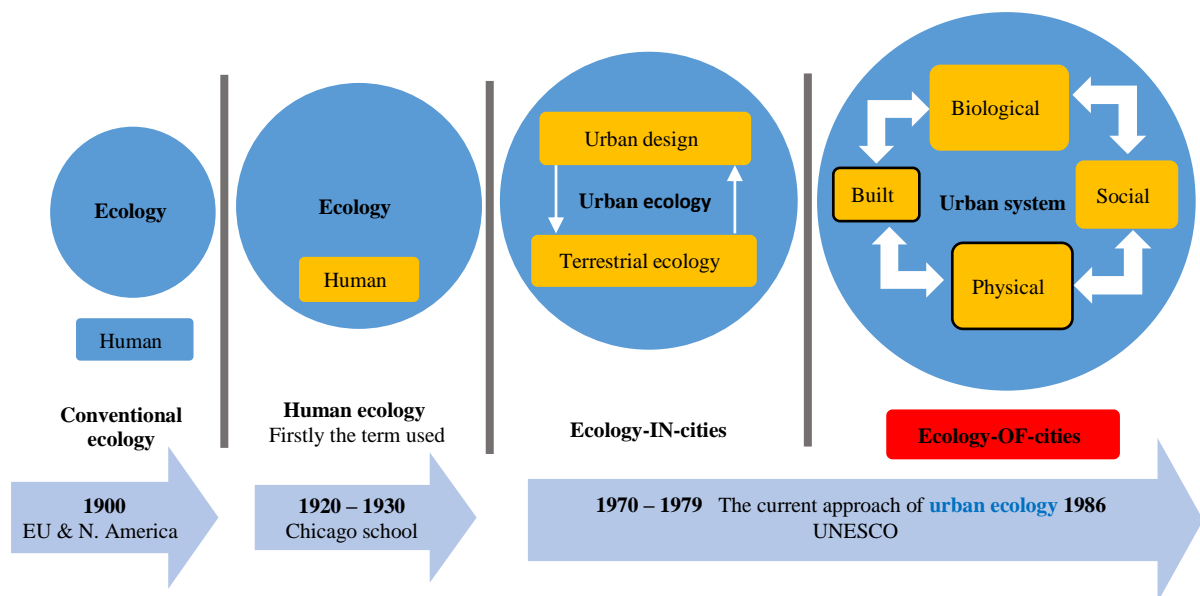 Ecology
Human
Conventional
ecology
1900
EU & N. America
Ecology
Human
Human ecology
Firstly the term used
1920 – 1930
Chicago school
Urban design
Urban ecology
Terrestrial ecology
Ecology-IN-cities
Biological
Built
Urban system
Social
Physical
Ecology-OF-cities
1970 – 1979 The current approach of urban ecology 1986
UNESCO